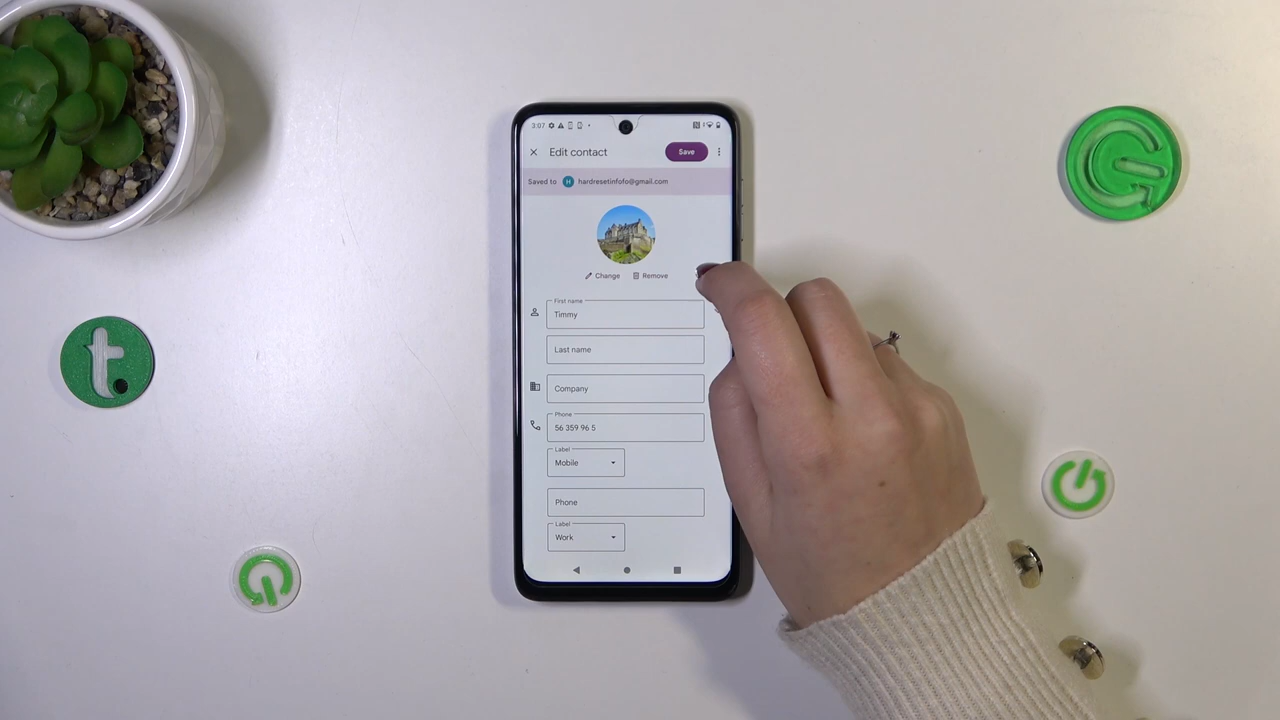 3:07
Edit contact
Save
Saved to H hardresetinfofo@gmail.com
Change Remove
First name
Timmy
Last name
Company
Phone
56 359 96 5
Label
Mobile
Phone
Label
Work
t.